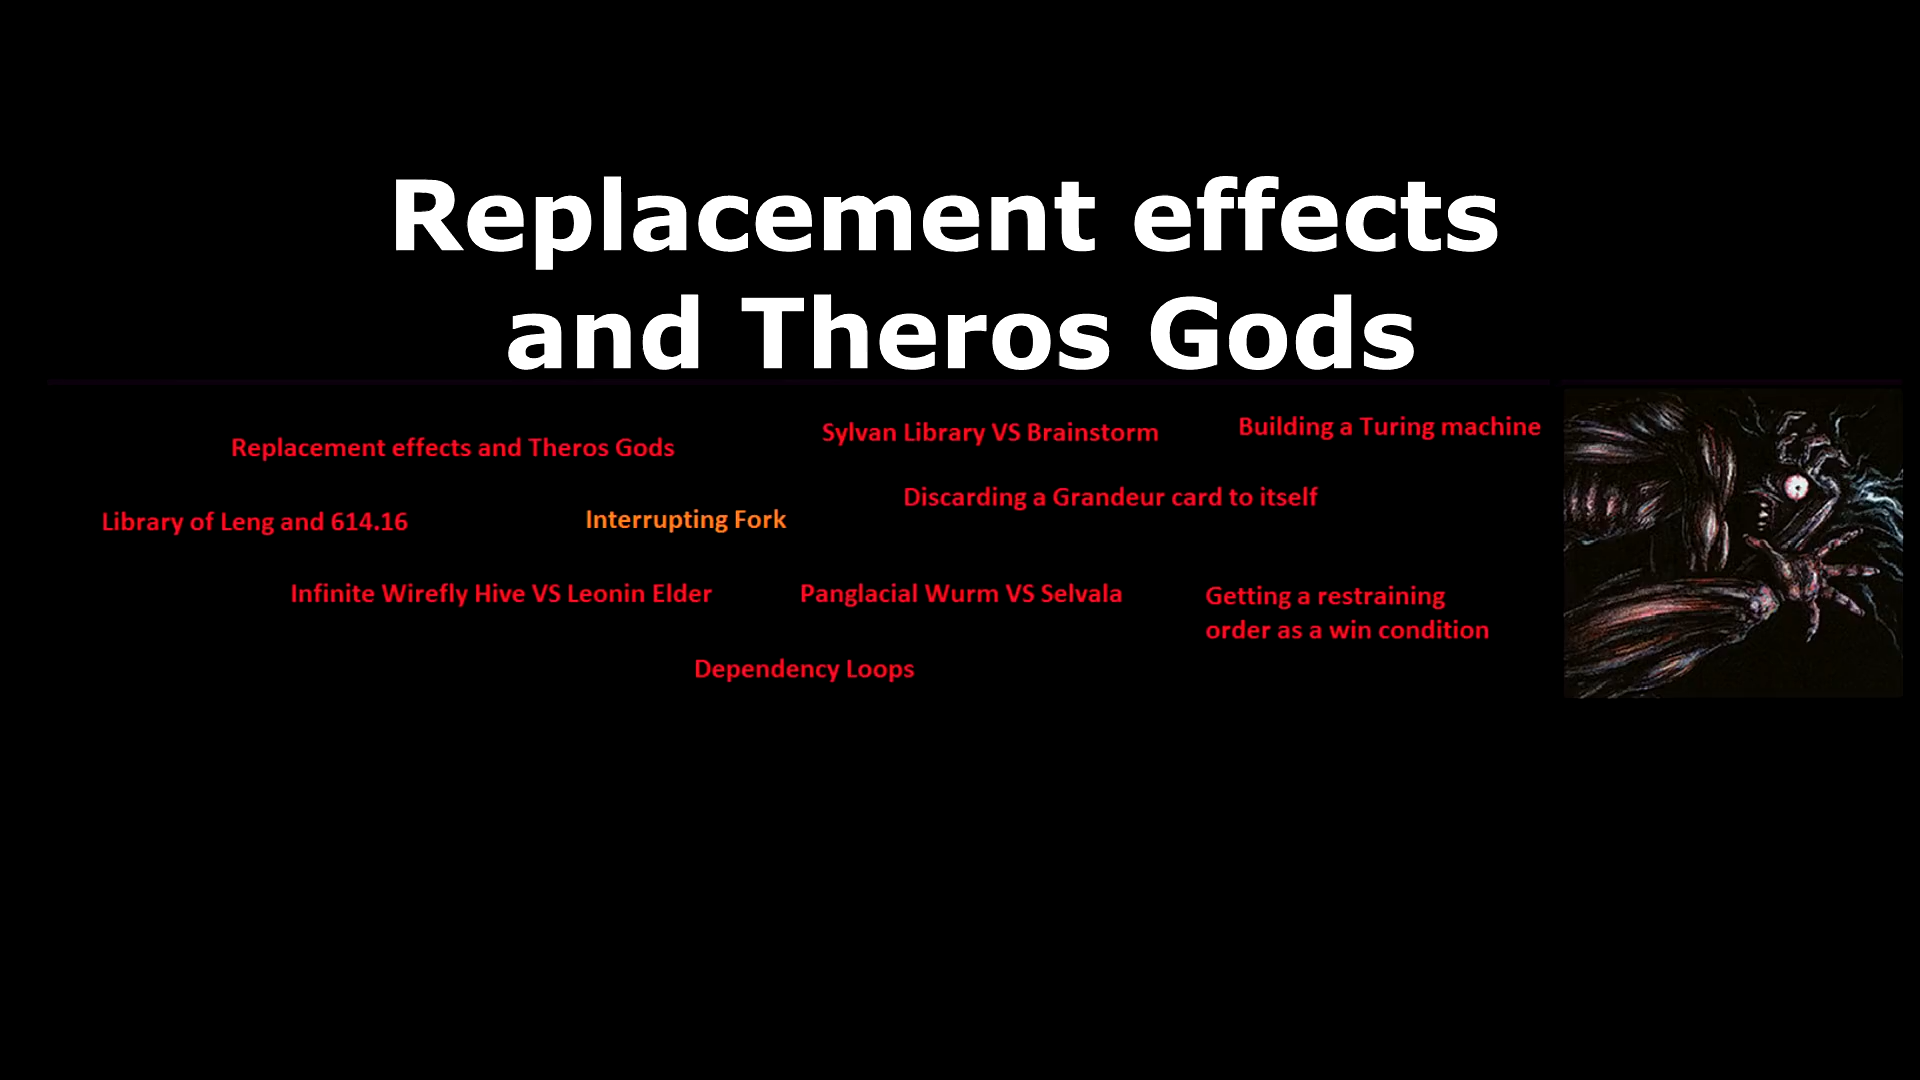 Replacement effects
and Theros Gods
Replacement effects and Theros Gods
Sylvan Library VS Brainstorm
Building a Turing machine
Library of Leng and 614.16
Interrupting Fork
Discarding a Grandeur card to itself
Infinite Wirefly Hive VS Leonin Elder
Panglacial Wurm VS Selvala
Getting a restraining
order as a win condition
Dependency Loops